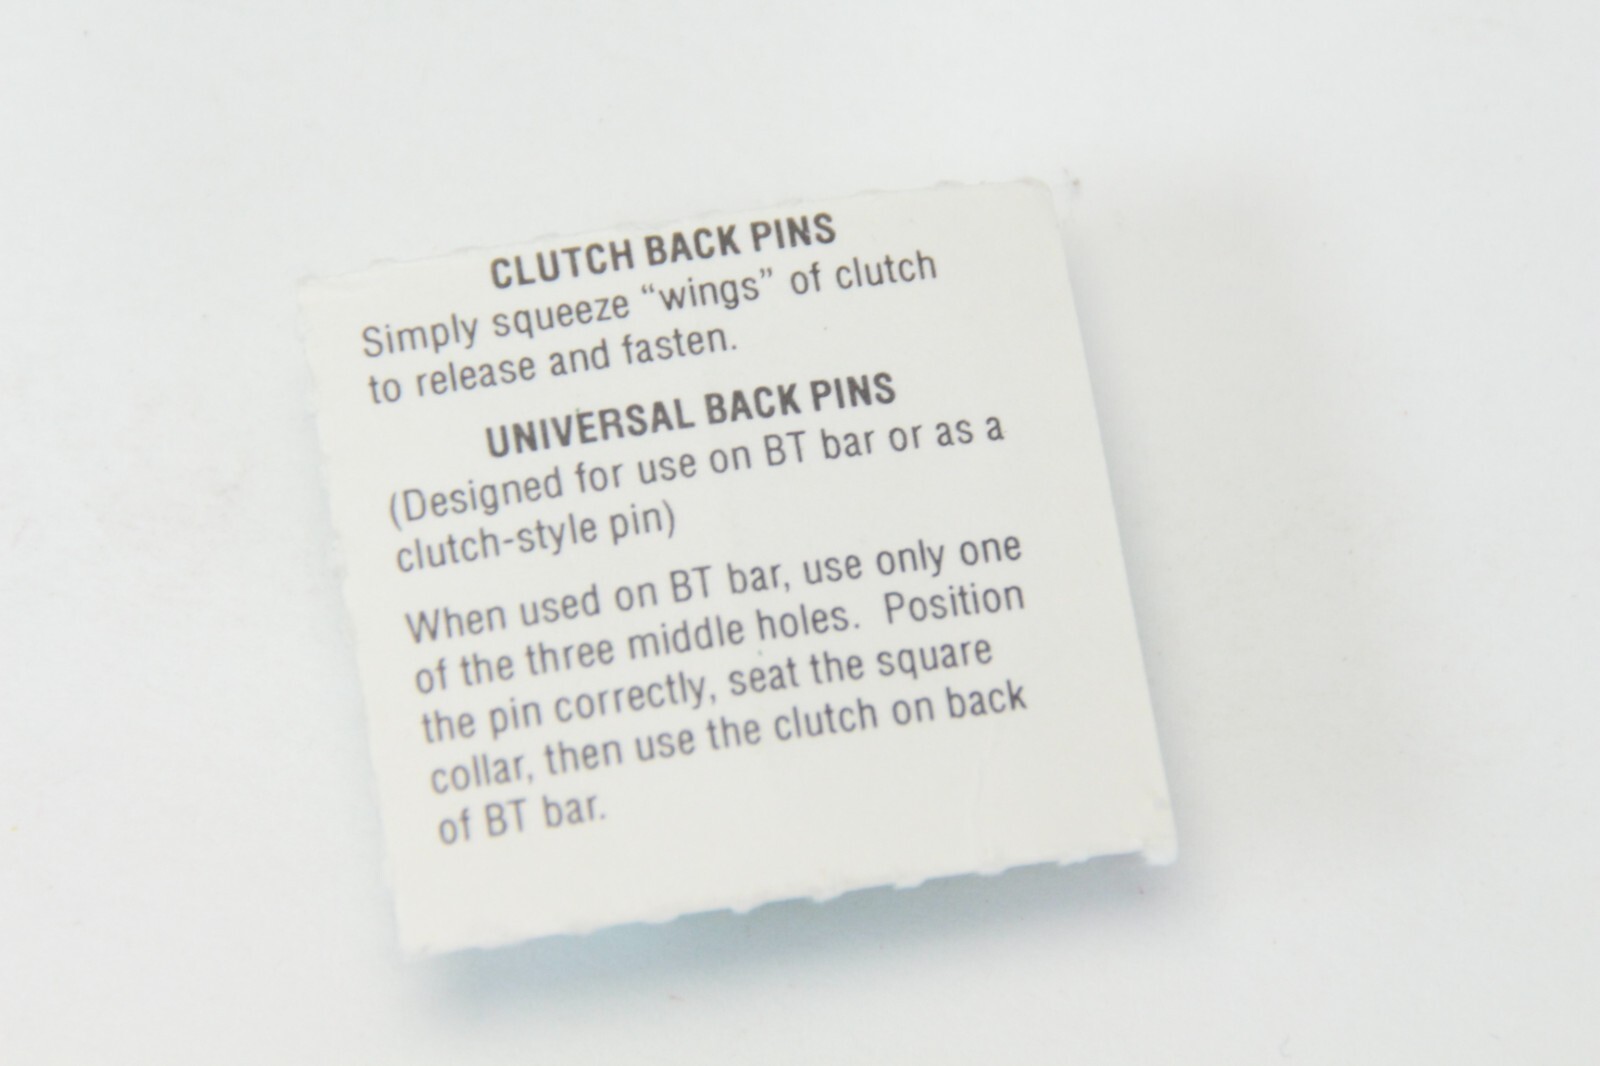 CLUTCH BACK PINS
Simply squeeze “wings” of clutch
to release and fasten.
UNIVERSAL BACK PINS
(Designed for use on BT bar or as a
clutch-style pin)
When used on BT bar, use only one
of the three middle holes.  Position
the pin correctly, seat the square
collar, then use the clutch on back
of BT bar.